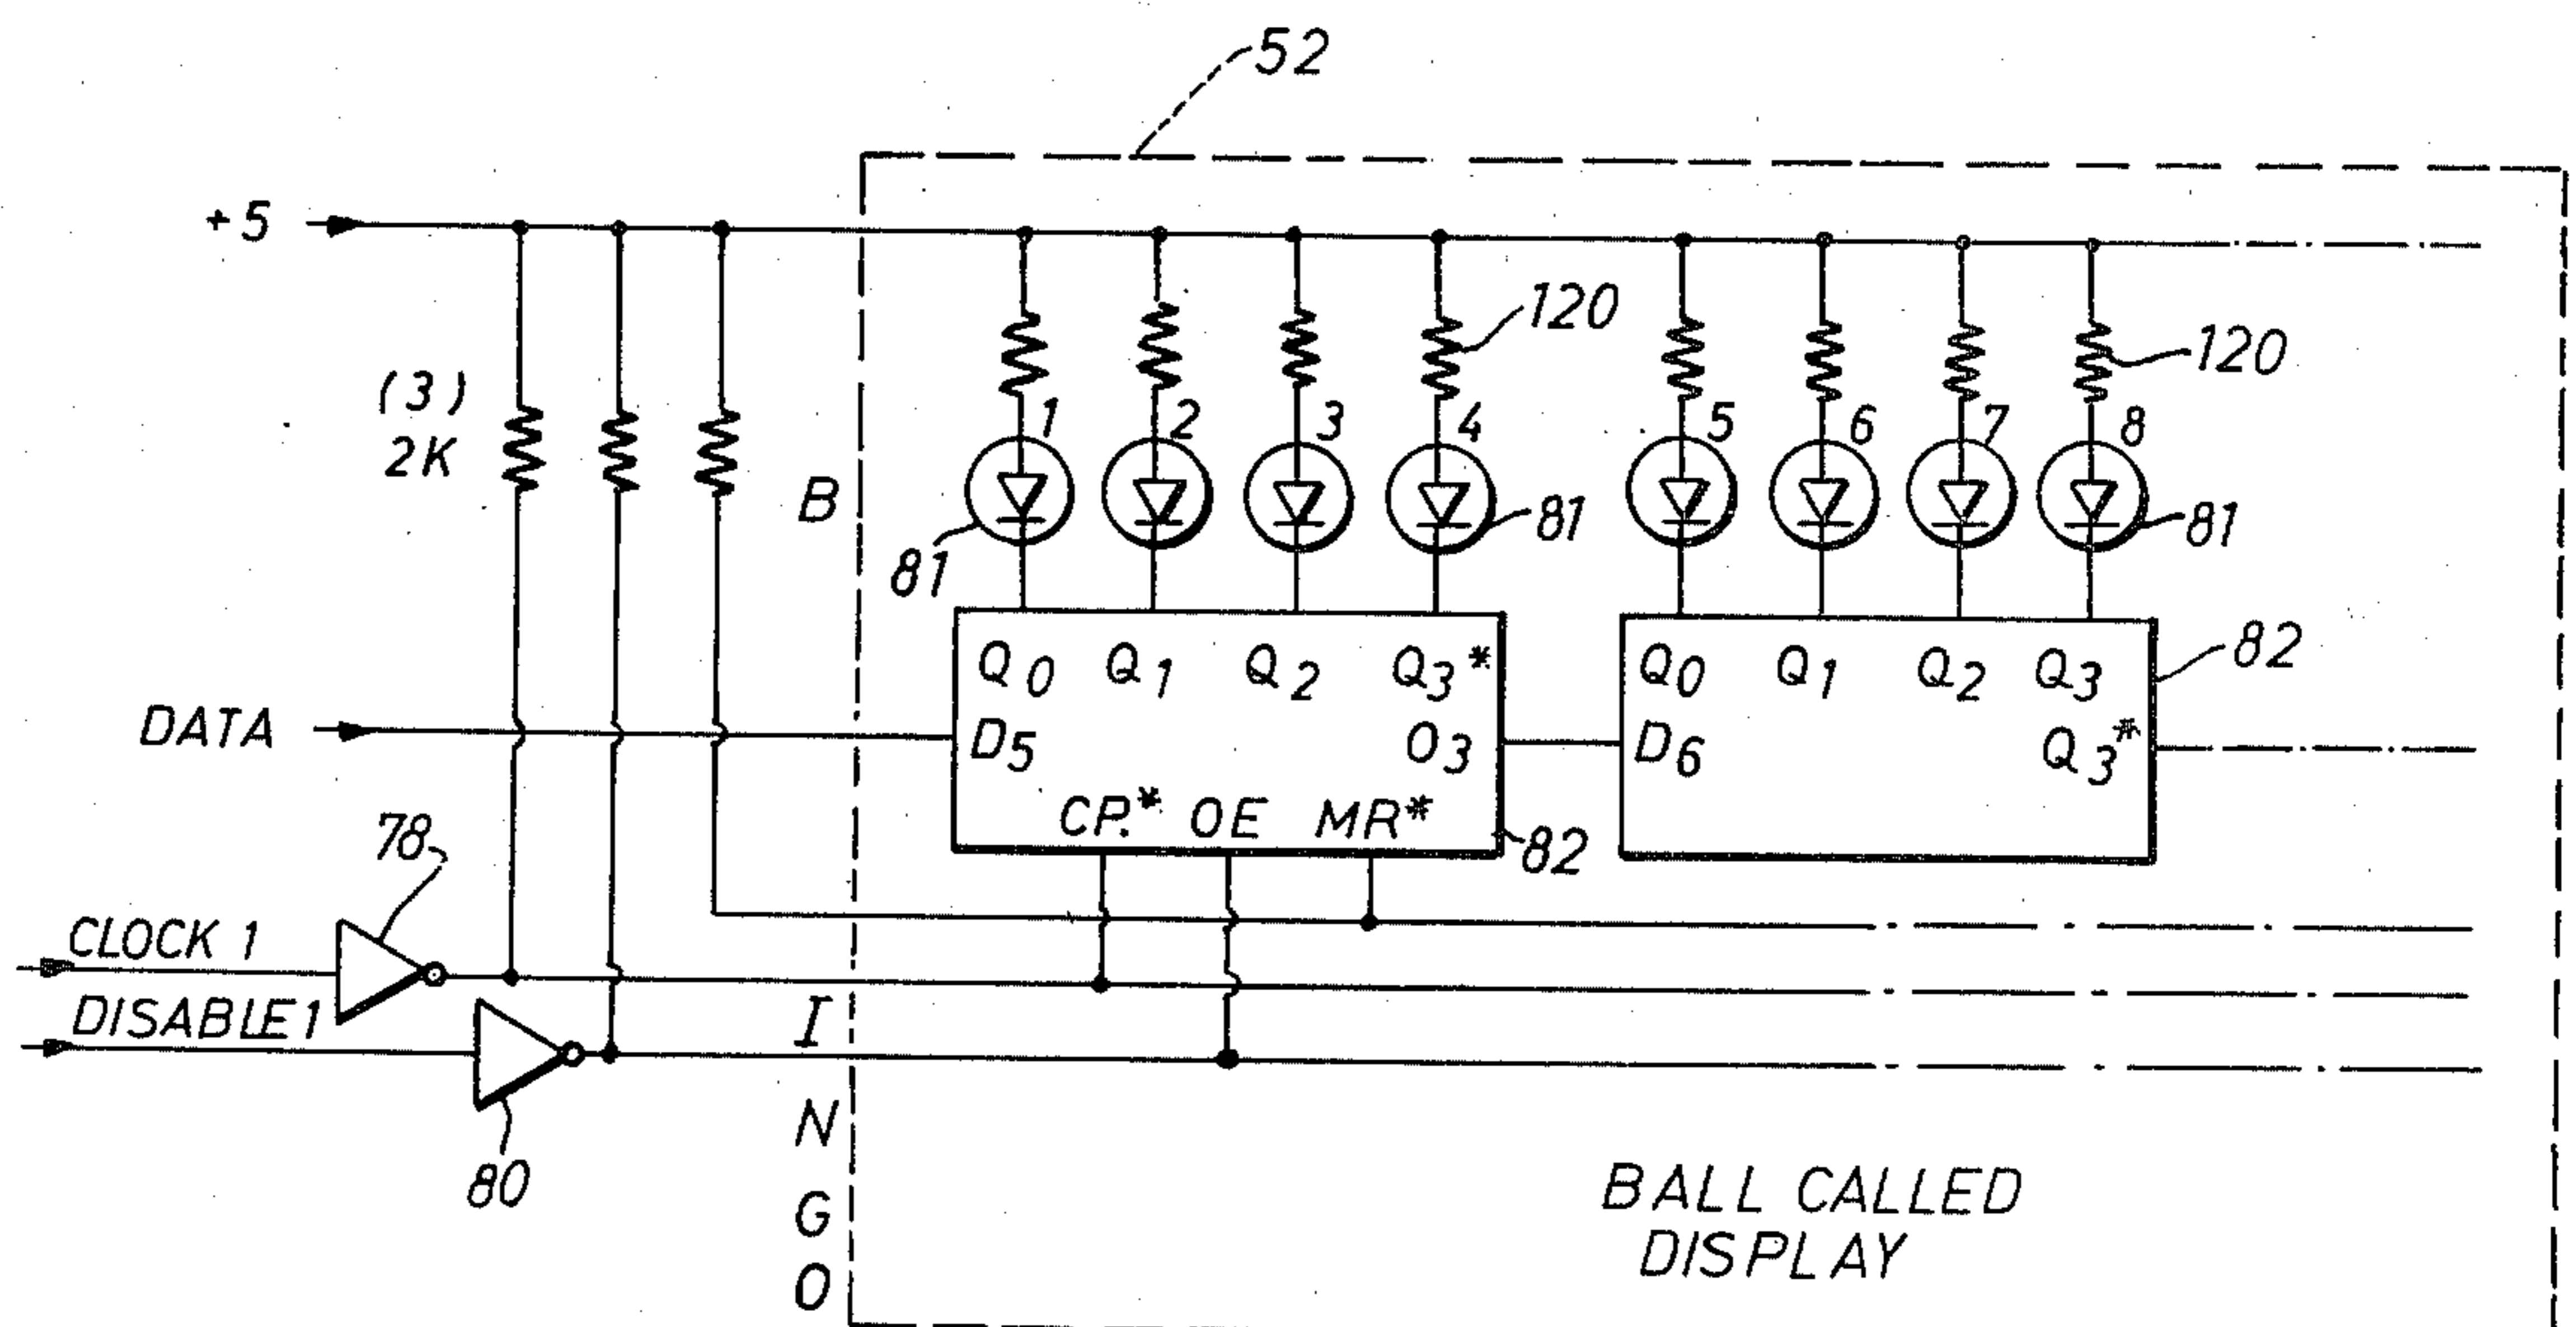 52
+5
120
120
(3)
2K
1 2 3 4 5 6 7 8
B
81
81
81
Q0 Q1 Q2 Q3*
Q0 Q1 Q2 Q3
82
DATA
D5 O3
D6 Q3*
CP.* OE MR*
82
78
CLOCK 1
DISABLE 1
I
80
N
G
O
BALL CALLED
DISPLAY